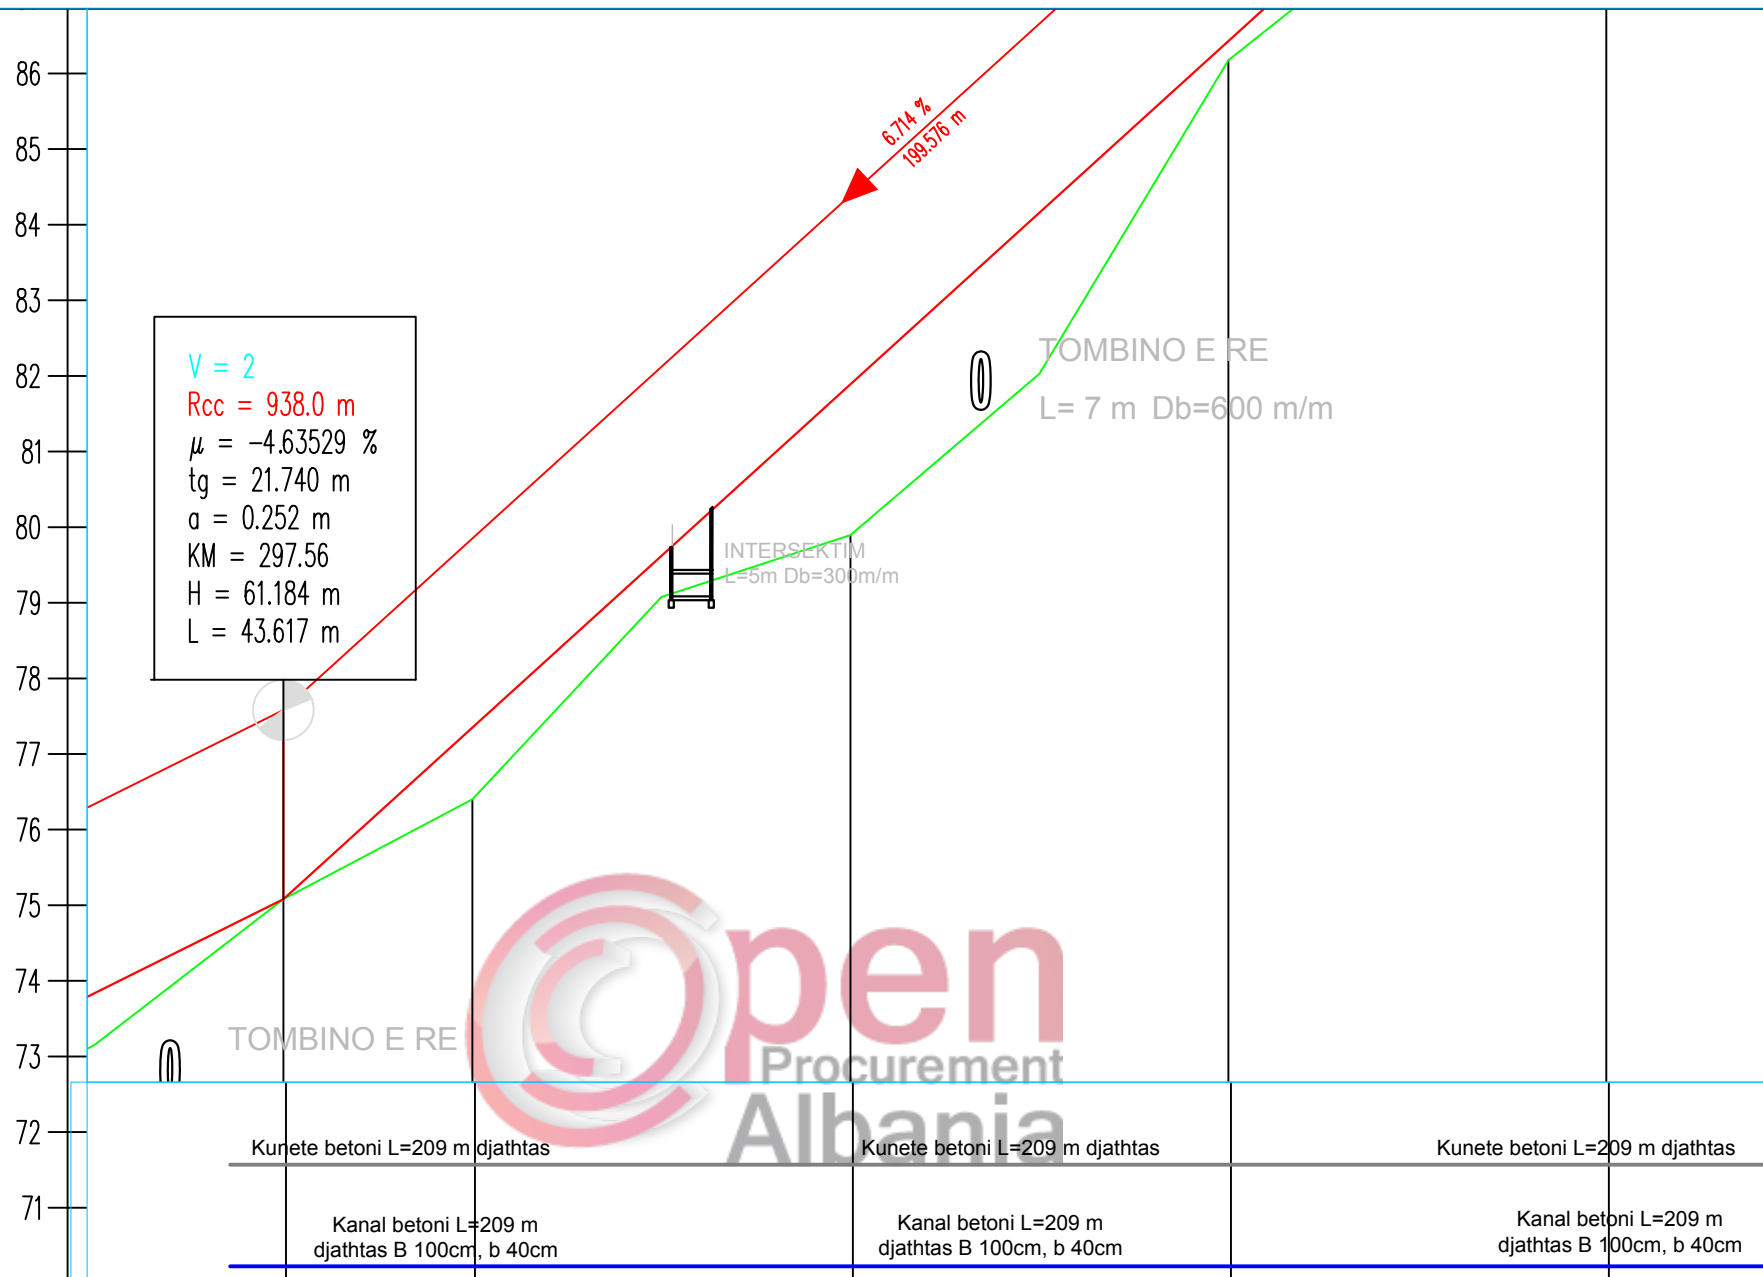 86
85
84
83
82
81
80
79
78
77
76
75
74
73
72
71
6.714 %
199.576 m
V = 2
Rcc = 938.0 m
μ = -4.63529 %
tg = 21.740 m
a = 0.252 m
KM = 297.56
H = 61.184 m
L = 43.617 m
TOMBINO E RE
L= 7 m Db=600 m/m
INTERSEKTIM
L=5m Db=300m/m
TOMBINO E RE
Open
Procurement
Albania
Kunete betoni L=209 m djathtas
Kunete betoni L=209 m djathtas
Kunete betoni L=209 m djathtas
Kanal betoni L=209 m
djathtas B 100cm, b 40cm
Kanal betoni L=209 m
djathtas B 100cm, b 40cm
Kanal betoni L=209 m
djathtas B 100cm, b 40cm